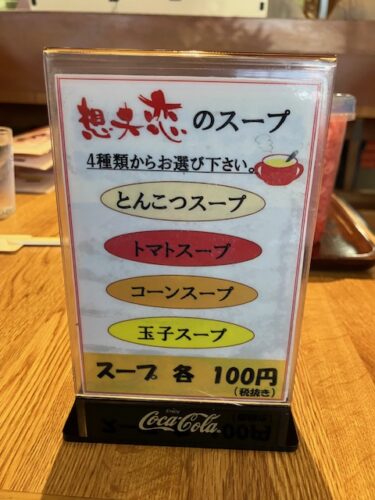 想夫恋のスープ
4種類からお選び下さい。
とんこつスープ
トマトスープ
コーンスープ
玉子スープ
スープ 各 100円
(税抜き)
ENJOY
Coca-Cola